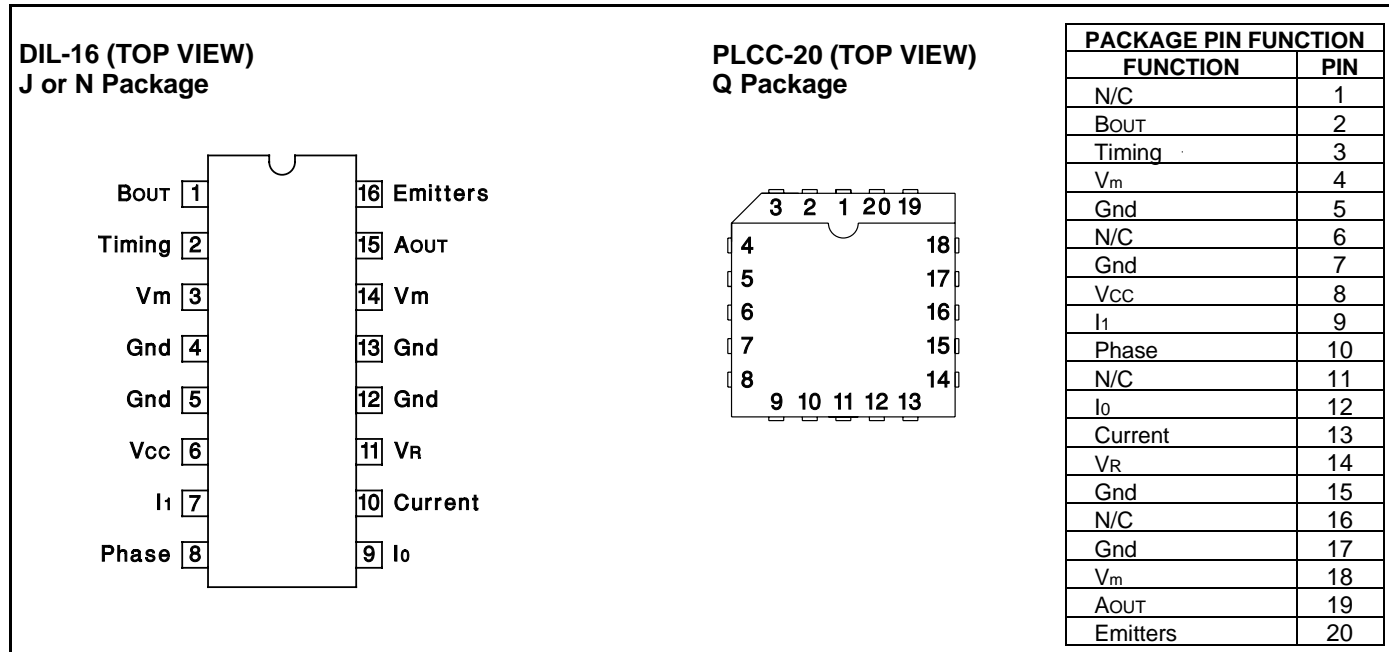 DIL-16 (TOP VIEW)
J or N Package
BOUT 1
Timing 2
Vm 3
Gnd 4
Gnd 5
Vcc 6
I1 7
Phase 8
16 Emitters
15 AOUT
14 Vm
13 Gnd
12 Gnd
11 VR
10 Current
9 I0
PLCC-20 (TOP VIEW)
Q Package
3 2 1 20 19
4
5
6
7
8
18
17
16
15
14
9 10 11 12 13
PACKAGE PIN FUNCTION
FUNCTION PIN
N/C 1
BOUT 2
Timing 3
Vm 4
Gnd 5
N/C 6
Gnd 7
VCC 8
I1 9
Phase 10
N/C 11
I0 12
Current 13
VR 14
Gnd 15
N/C 16
Gnd 17
Vm 18
AOUT 19
Emitters 20